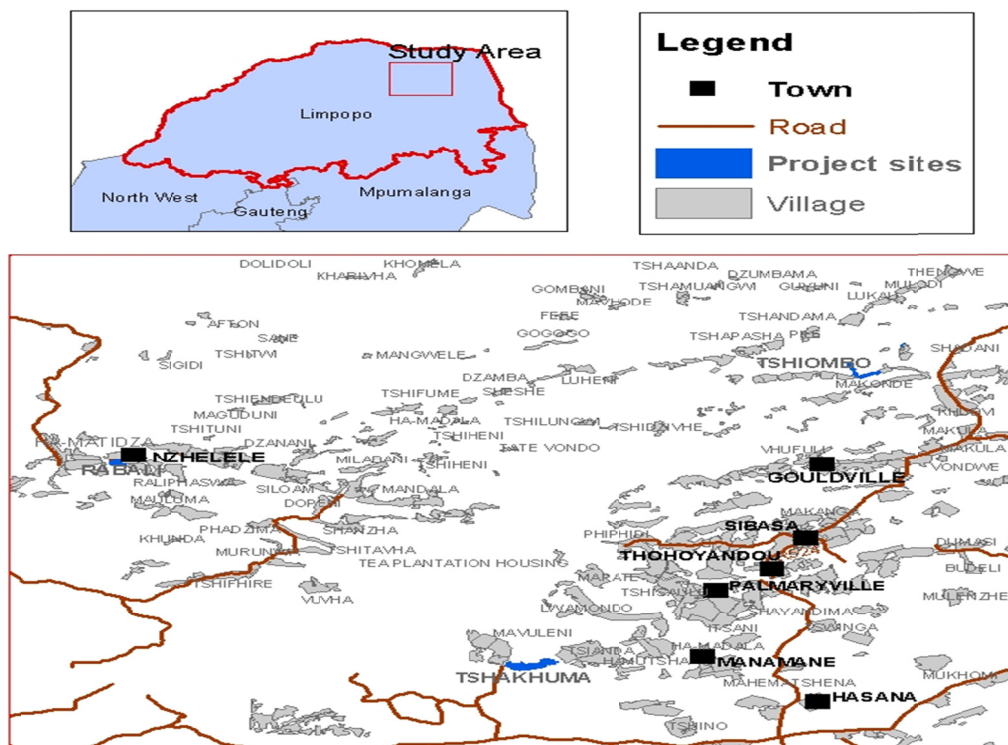 Study Area
Limpopo
North West
Gauteng
Mpumalanga
Legend
Town
Road
Project sites
Village
DOLIDOLI
KHOMELA
KHARIVHA
TSHAANDA
DZUMBAMA
THENGWE
GOMBANI
TSHAMUANGWI
GUYUNI
MULODI
MAVHODE
LUKAU
FEFE
TSHANDAMA
AFTON
GOGOGO
TSHAPASHA
SANE
SHADANI
TSHITWI
MANGWELE
SIGIDI
TSHIOMBO
DZAMBA
LUHENI
MAKONDE
TSHIFUME
SHESHE
TSHIENDEULU
MAGUDUNI
HA-MADALA
TSHILUNGWI
TSHITUNI
TSHIHENI
MAKULA
RA-MATIDZA
DZANANI
TATE VONDO
VHUFULI
MAKULA
NZHELELE
MILADANI
TSHIHENI
VONDWE
RABALI
GOULDVILLE
RALIPHASWA
SILOAM
MANDALA
MAULUMA
DOPENI
MAKANGA
PHADZIMA
SHANZHA
SIBASA
PHIPHIDI
KHUNDA
DUMASI
MURUNWA
TSHITAVHA
THOHOYANDOU
TEA PLANTATION HOUSING
BUDELI
TSHIFHIRE
MARATE
PALMARYVILLE
VUVHA
MULENZHE
LWAMONDO
SHAYANDIMA
ITSANI
SWINGA
MAVULENI
HA-MADALA
TSIANDA
MANAMANE
TSHAKHUMA
MUKHOMI
MAHEMATSHENA
HASANA
TSHINO